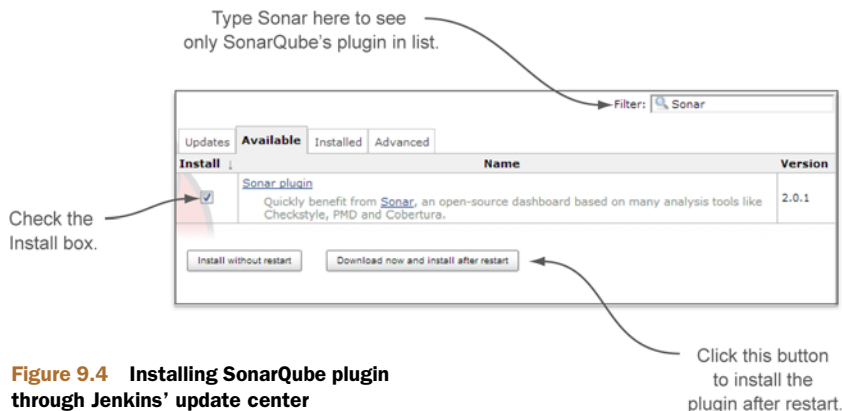 Type Sonar here to see
only SonarQube's plugin in list.
Filter: Sonar
Updates Available Installed Advanced
Install ↓ Name Version
Sonar plugin
Quickly benefit from Sonar, an open-source dashboard based on many analysis tools like
Checkstyle, PMD and Cobertura.
2.0.1
Check the
Install box.
Install without restart Download now and install after restart
Click this button
to install the
plugin after restart.
Figure 9.4 Installing SonarQube plugin
through Jenkins' update center